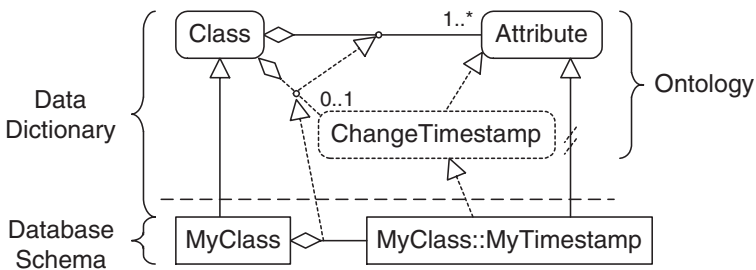 Class
1..*
Attribute
Data
Dictionary
Ontology
0..1
ChangeTimestamp
Database
Schema
MyClass
MyClass::MyTimestamp